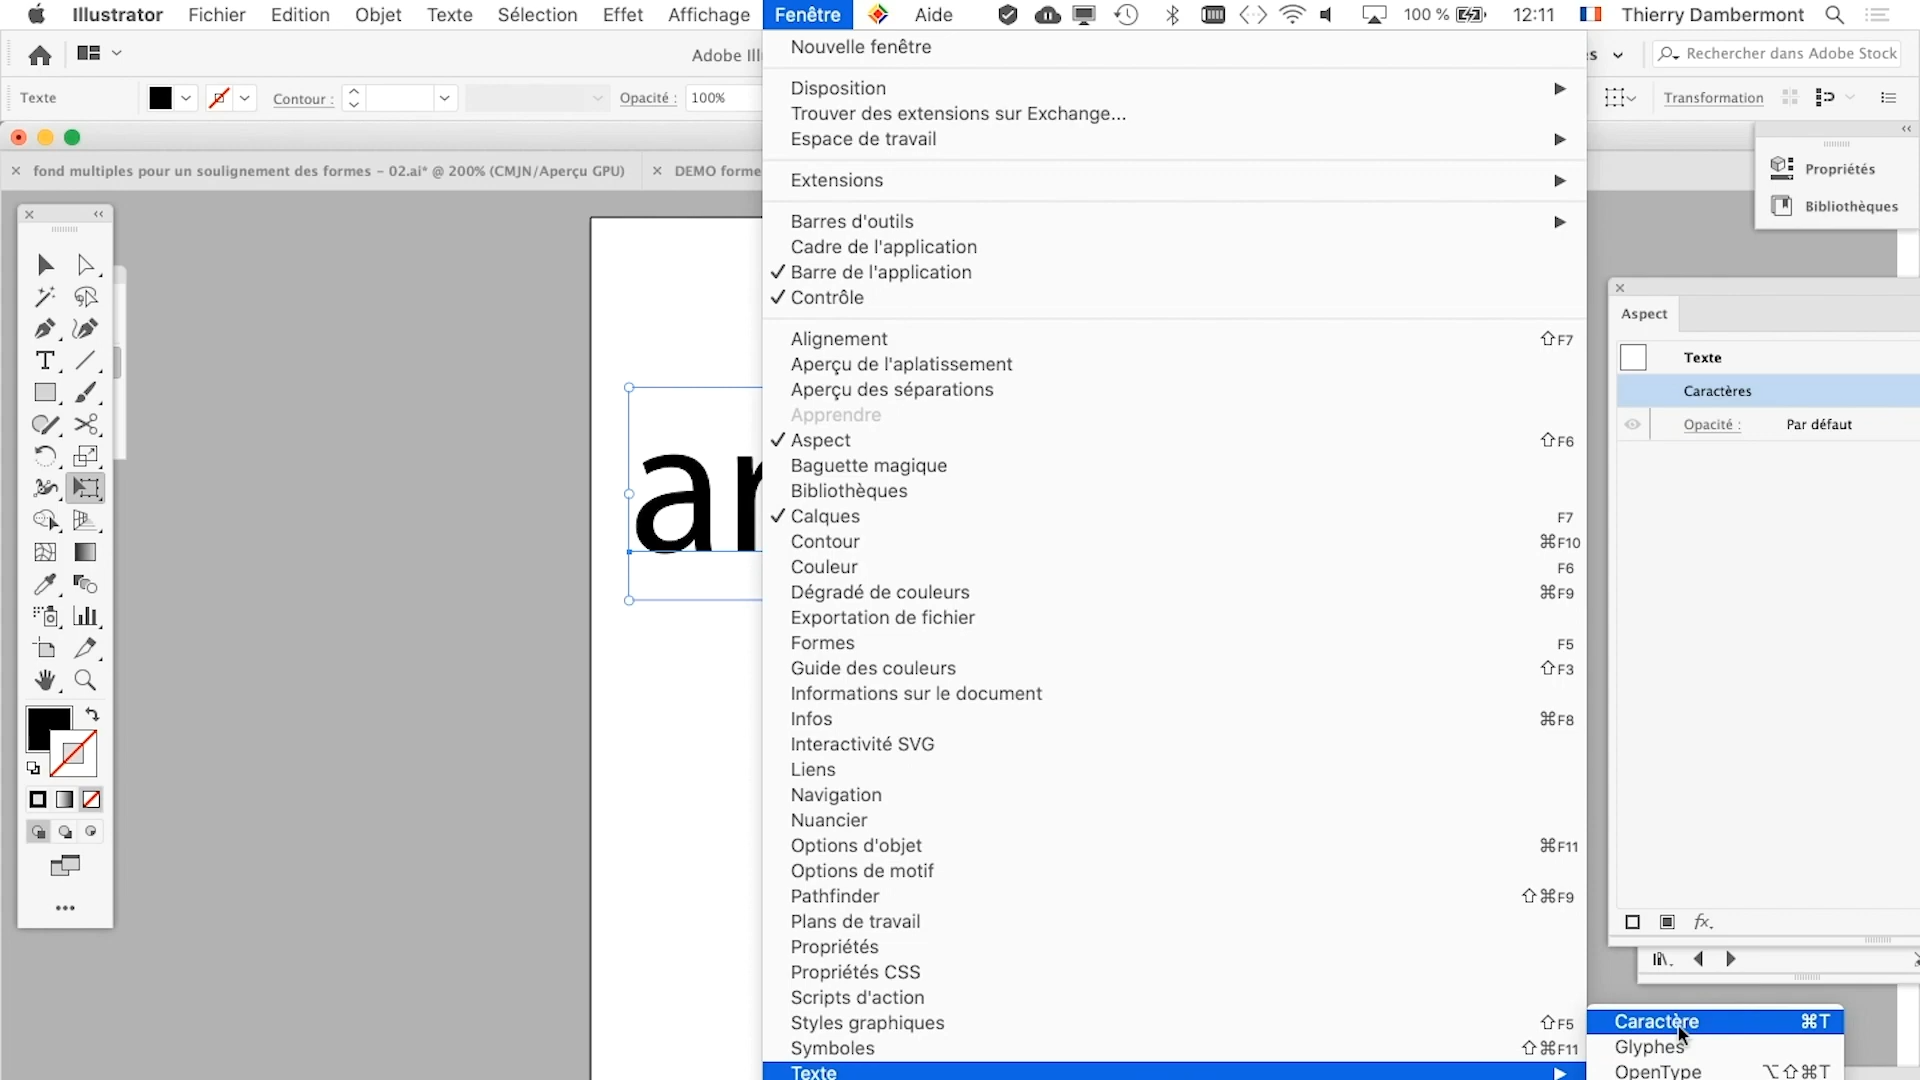 Illustrator Fichier Edition Objet Texte Sélection Effet Affichage Fenêtre Aide 100 % 12:11 Thierry Dambermont
Adobe Ill
Rechercher dans Adobe Stock
Texte Contour : Opacité : 100% Transformation
fond multiples pour un soulignement des formes - 02.ai* @ 200% (CMJN/Aperçu GPU) DEMO forme
Nouvelle fenêtre
Disposition
Trouver des extensions sur Exchange...
Espace de travail
Extensions
Barres d'outils
Cadre de l'application
✓ Barre de l'application
✓ Contrôle
Alignement ⇧F7
Aperçu de l'aplatissement
Aperçu des séparations
Apprendre
✓ Aspect ⇧F6
Baguette magique
Bibliothèques
✓ Calques F7
Contour ⌘F10
Couleur F6
Dégradé de couleurs ⌘F9
Exportation de fichier
Formes F5
Guide des couleurs ⇧F3
Informations sur le document
Infos ⌘F8
Interactivité SVG
Liens
Navigation
Nuancier
Options d'objet ⌘F11
Options de motif
Pathfinder ⇧⌘F9
Plans de travail
Propriétés
Propriétés CSS
Scripts d'action
Styles graphiques ⇧F5
Symboles ⇧⌘F11
Texte
Caractère ⌘T
Glyphes
OpenType ⌥⇧⌘T
Propriétés
Bibliothèques
Aspect
Texte
Caractères
Opacité : Par défaut
fx.
ar